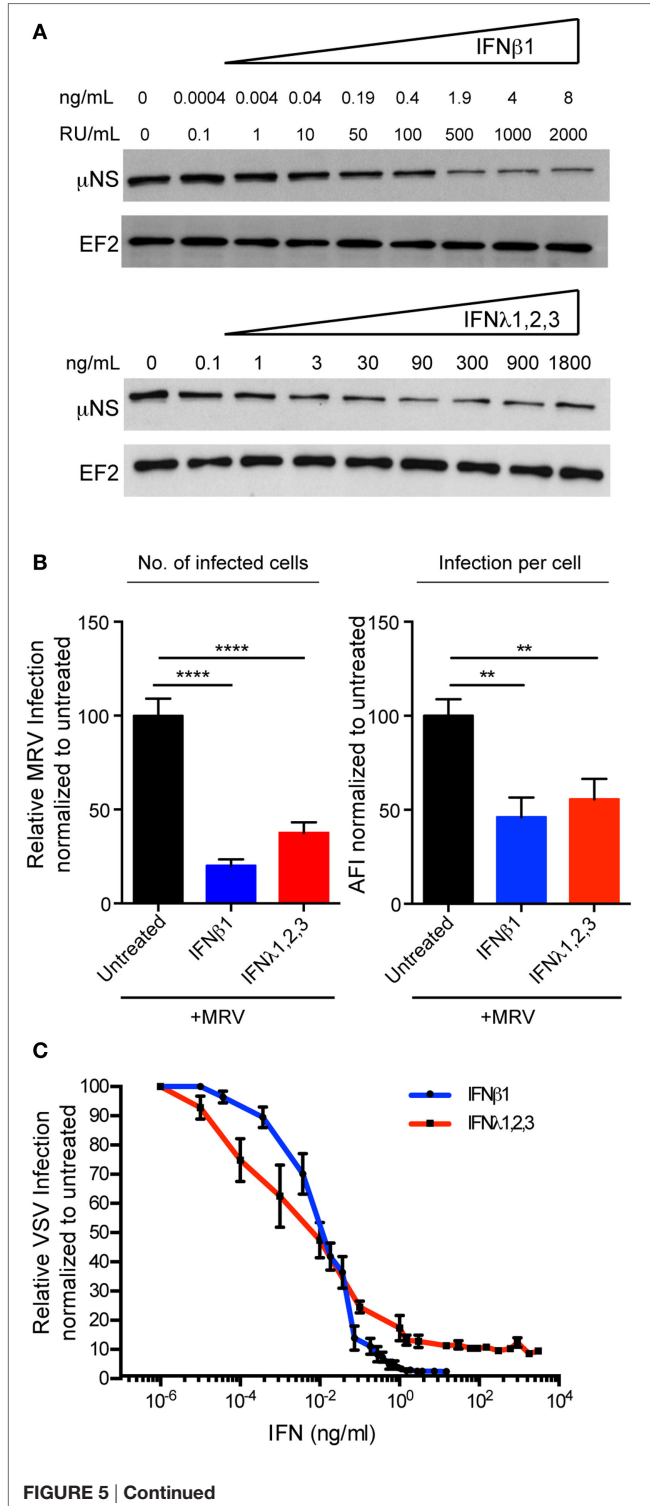 A
IFNβ1
ng/mL 0 0.0004 0.004 0.04 0.19 0.4 1.9 4 8
RU/mL 0 0.1 1 10 50 100 500 1000 2000
μNS
EF2
IFNλ1,2,3
ng/mL 0 0.1 1 3 30 90 300 900 1800
μNS
EF2
B
No. of infected cells
Relative MRV Infection
normalized to untreated
150
100
50
0
****
****
Untreated
IFNβ1
IFNλ1,2,3
+MRV
Infection per cell
AFI normalized to untreated
150
100
50
0
**
**
Untreated
IFNβ1
IFNλ1,2,3
+MRV
C
Relative VSV Infection
normalized to untreated
100
90
80
70
60
50
40
30
20
10
0
IFNβ1
IFNλ1,2,3
10-6 10-4 10-2 100 102 104
IFN (ng/ml)
FIGURE 5 | Continued